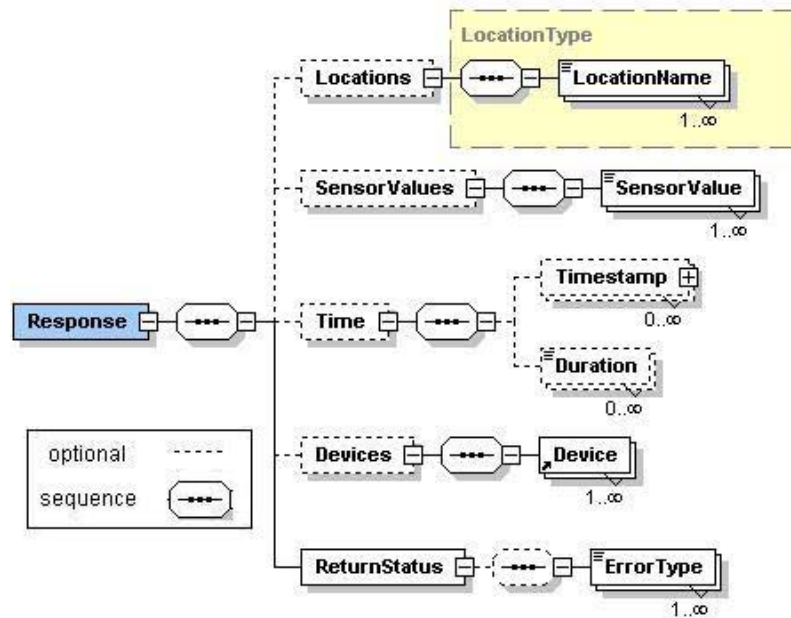 LocationType
Locations
LocationName
1..∞
SensorValues
SensorValue
1..∞
Timestamp
0..∞
Response
Time
Duration
0..∞
optional
sequence
Devices
Device
1..∞
ReturnStatus
ErrorType
1..∞